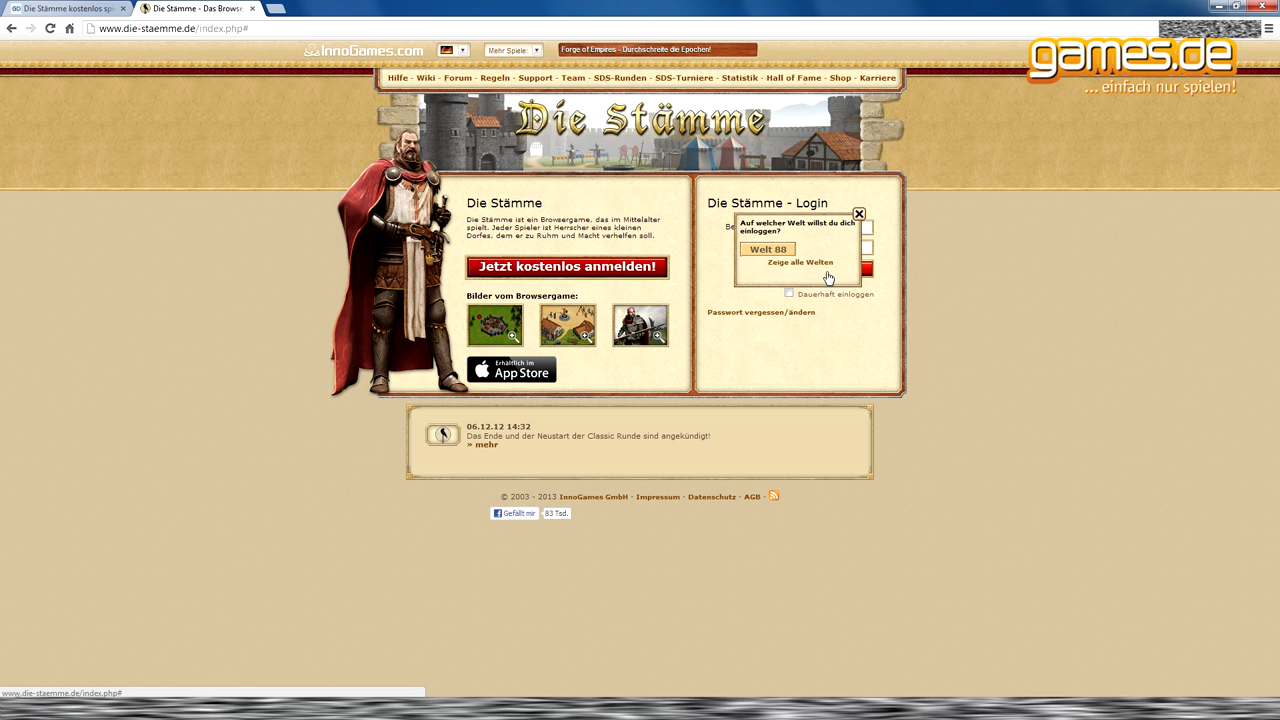 Die Stämme kostenlos spi
Die Stämme - Das Browse
www.die-staemme.de/index.php#
InnoGames.com
Mehr Spiele:
Forge of Empires - Durchschreite die Epochen!
games.de
... einfach nur spielen!
Hilfe - Wiki - Forum - Regeln - Support - Team - SDS-Runden - SDS-Turniere - Statistik - Hall of Fame - Shop - Karriere
Die Stämme
Die Stämme
Die Stämme ist ein Browsergame, das im Mittelalter
spielt. Jeder Spieler ist Herrscher eines kleinen
Dorfes, dem er zu Ruhm und Macht verhelfen soll.
Jetzt kostenlos anmelden!
Bilder vom Browsergame:
Erhältlich im
App Store
Die Stämme - Login
Be
Auf welcher Welt willst du dich
einloggen?
Welt 88
Zeige alle Welten
Dauerhaft einloggen
Passwort vergessen/ändern
06.12.12 14:32
Das Ende und der Neustart der Classic Runde sind angekündigt!
» mehr
© 2003 - 2013 InnoGames GmbH · Impressum · Datenschutz · AGB ·
Gefällt mir
83 Tsd.
www.die-staemme.de/index.php#